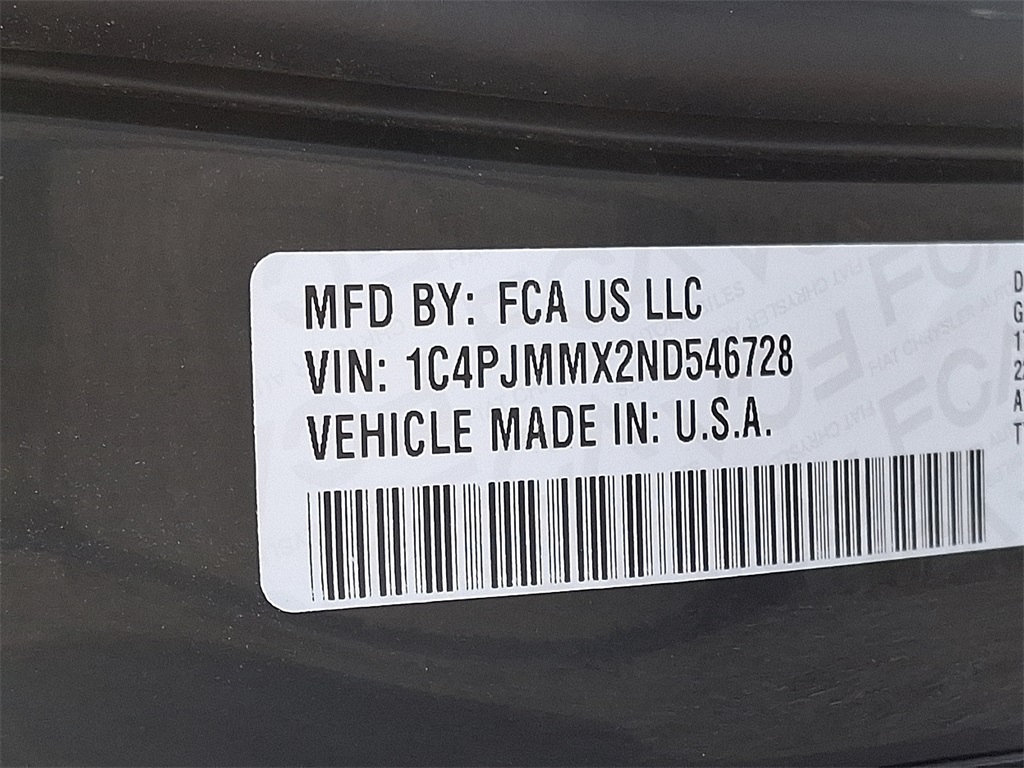 MFD BY: FCA US LLC
VIN: 1C4PJMMX2ND546728
VEHICLE MADE IN: U.S.A.